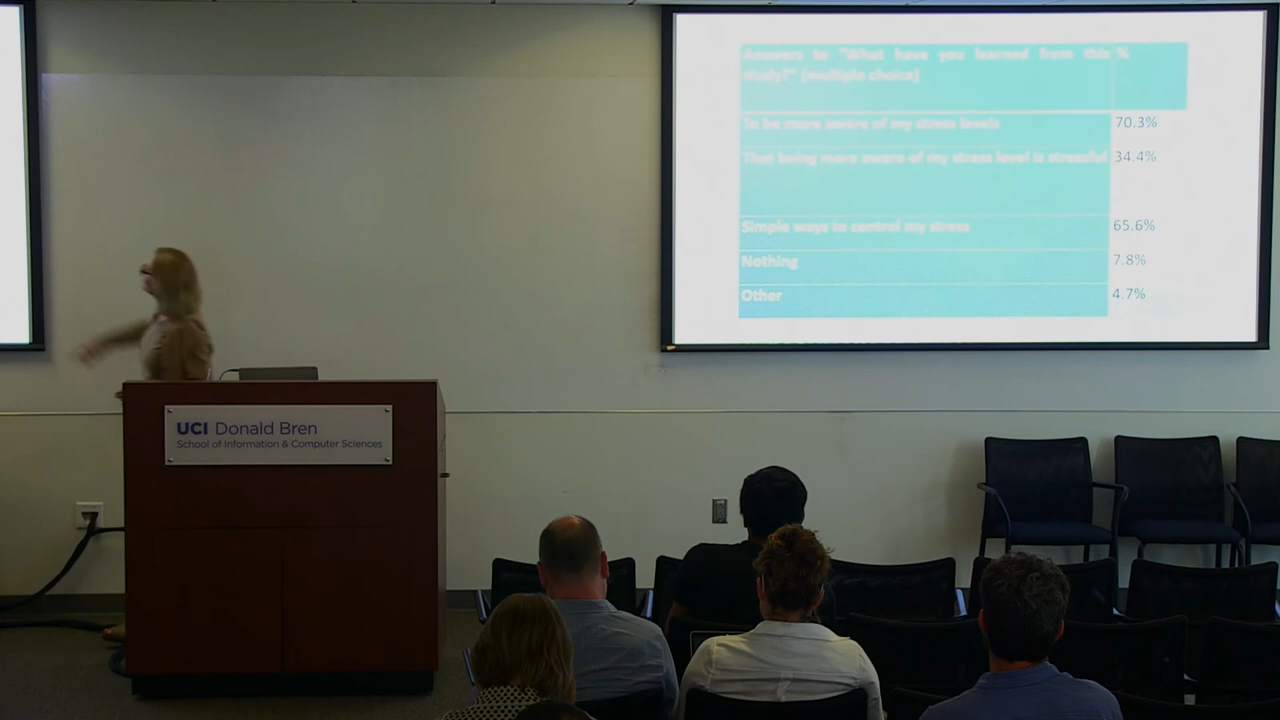 Answers to "What have you learned from this %
study?" (multiple choice)
To be more aware of my stress levels 70.3%
That being more aware of my stress level is stressful 34.4%
Simple ways to control my stress 65.6%
Nothing 7.8%
Other 4.7%
UCI Donald Bren
School of Information & Computer Sciences